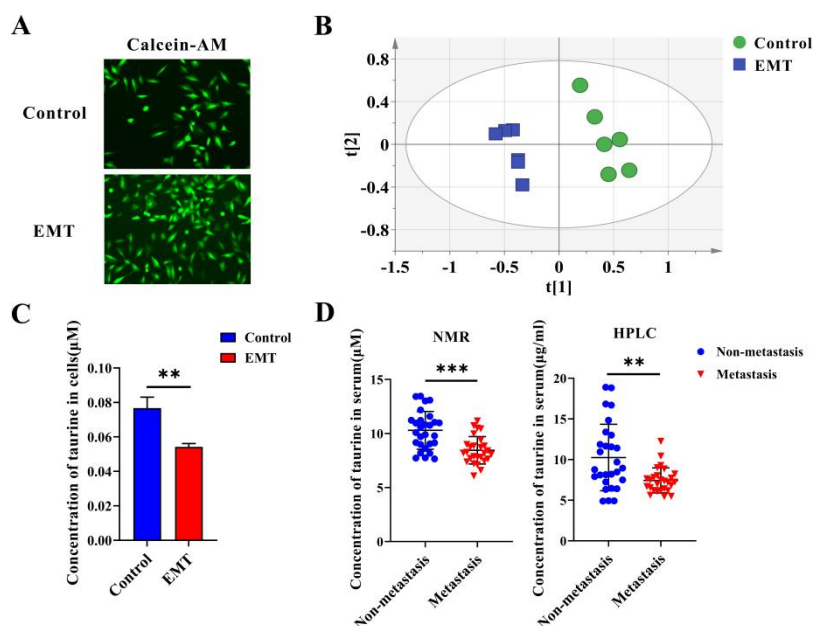 A
Calcein-AM
Control
EMT
B
Control
EMT
0.8
0.4
0
-0.4
-0.8
t[2]
-1.5
-1
-0.5
0
0.5
1
t[1]
C
Control
EMT
Concentration of taurine in cells(μM)
**
0.10
0.08
0.06
0.04
0.02
0.00
Control
EMT
D
NMR
Concentration of taurine in serum(μM)
***
15
10
5
0
Non-metastasis
Metastasis
HPLC
Concentration of taurine in serum(μg/ml)
**
20
15
10
5
0
Non-metastasis
Metastasis
Non-metastasis
Metastasis